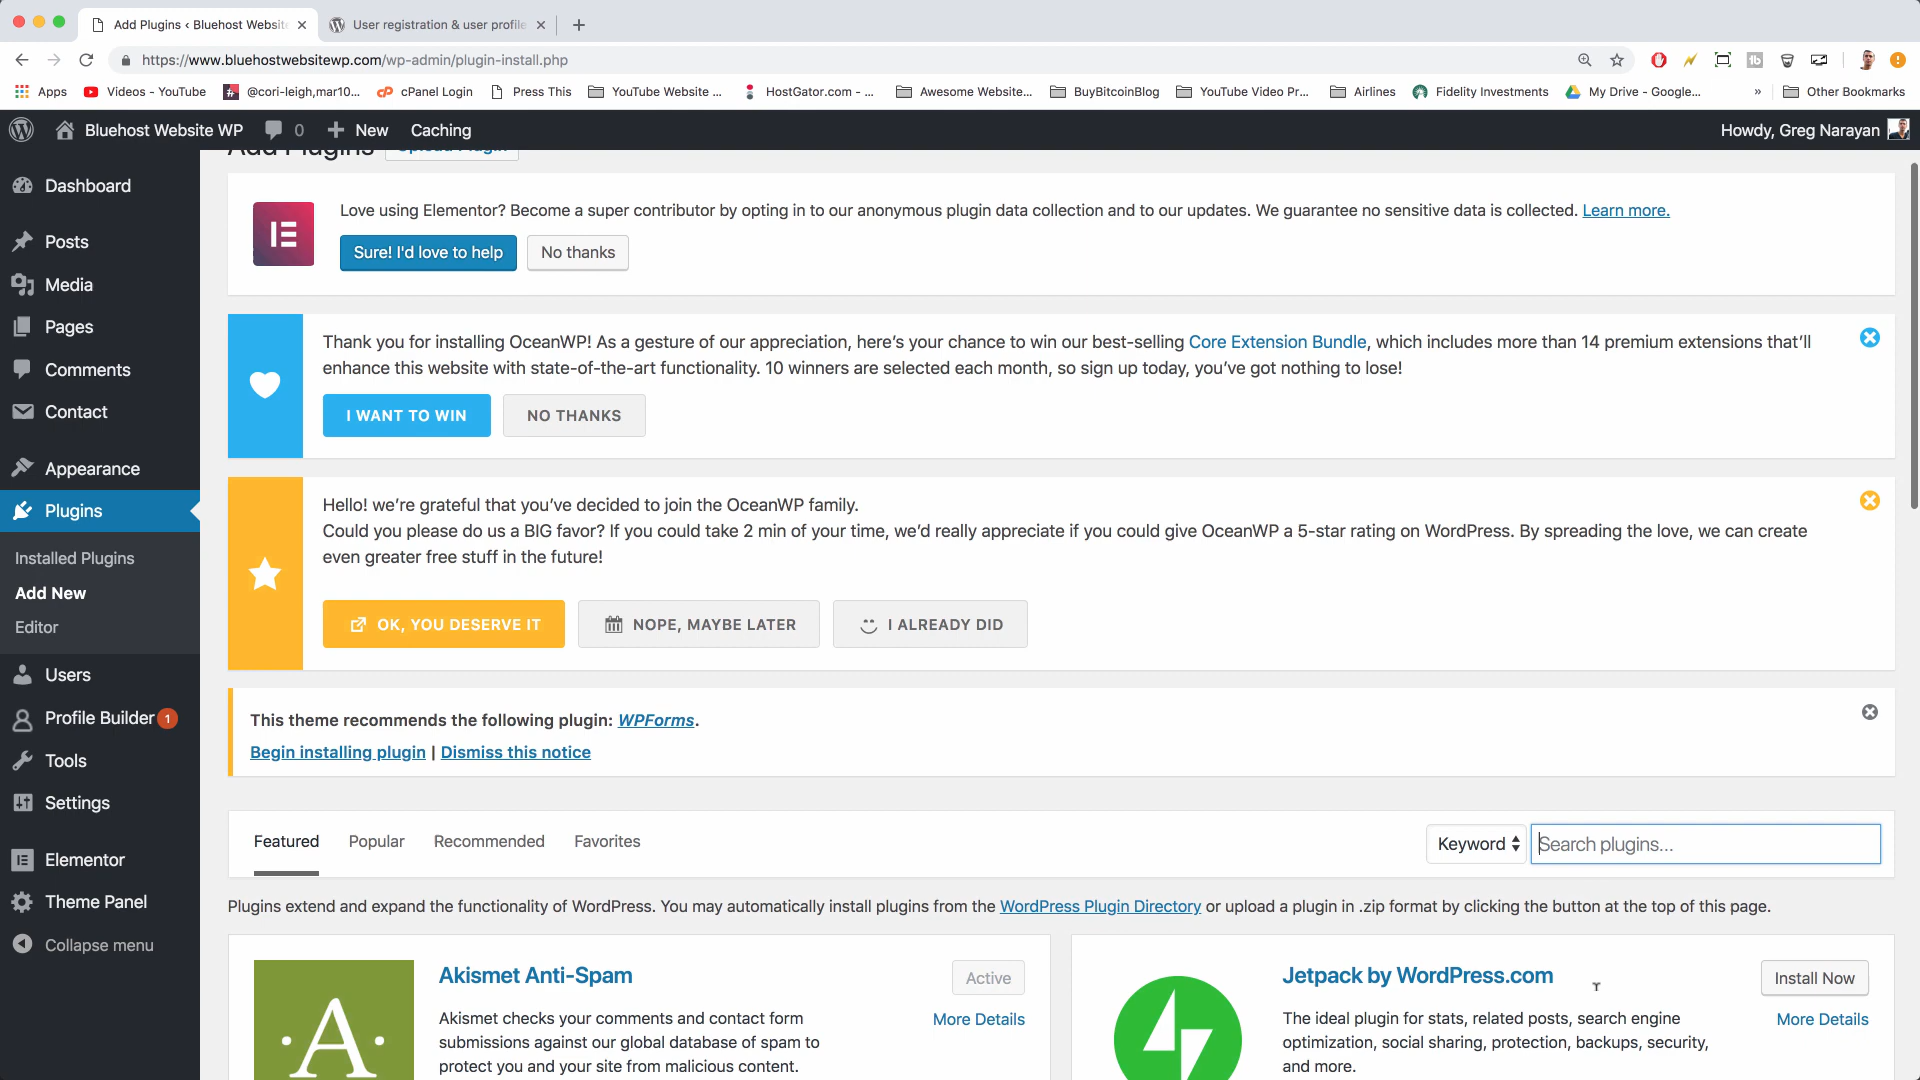 Add Plugins ‹ Bluehost Website
User registration & user profile
https://www.bluehostwebsitewp.com/wp-admin/plugin-install.php
Apps
Videos - YouTube
@cori-leigh,mar10...
cPanel Login
Press This
YouTube Website ...
HostGator.com - ...
Awesome Website...
BuyBitcoinBlog
YouTube Video Pr...
Airlines
Fidelity Investments
My Drive - Google...
»
Other Bookmarks
Bluehost Website WP
0
New
Caching
Howdy, Greg Narayan
Dashboard
Posts
Media
Pages
Comments
Contact
Appearance
Plugins
Installed Plugins
Add New
Editor
Users
Profile Builder 1
Tools
Settings
Elementor
Theme Panel
Collapse menu
Add Plugins
Upload Plugin
Love using Elementor? Become a super contributor by opting in to our anonymous plugin data collection and to our updates. We guarantee no sensitive data is collected. Learn more.
Sure! I'd love to help
No thanks
Thank you for installing OceanWP! As a gesture of our appreciation, here's your chance to win our best-selling Core Extension Bundle, which includes more than 14 premium extensions that'll
enhance this website with state-of-the-art functionality. 10 winners are selected each month, so sign up today, you've got nothing to lose!
I WANT TO WIN
NO THANKS
Hello! we're grateful that you've decided to join the OceanWP family.
Could you please do us a BIG favor? If you could take 2 min of your time, we'd really appreciate if you could give OceanWP a 5-star rating on WordPress. By spreading the love, we can create
even greater free stuff in the future!
OK, YOU DESERVE IT
NOPE, MAYBE LATER
I ALREADY DID
This theme recommends the following plugin: WPForms.
Begin installing plugin | Dismiss this notice
Featured
Popular
Recommended
Favorites
Keyword
Search plugins...
Plugins extend and expand the functionality of WordPress. You may automatically install plugins from the WordPress Plugin Directory or upload a plugin in .zip format by clicking the button at the top of this page.
Akismet Anti-Spam
Active
More Details
Akismet checks your comments and contact form
submissions against our global database of spam to
protect you and your site from malicious content.
Jetpack by WordPress.com
Install Now
More Details
The ideal plugin for stats, related posts, search engine
optimization, social sharing, protection, backups, security,
and more.